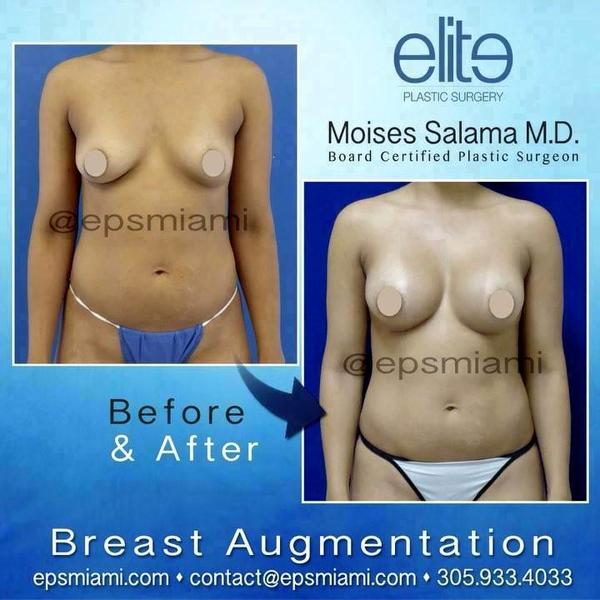 elite
PLASTIC SURGERY
Moises Salama M.D.
Board Certified Plastic Surgeon
@epsmiami
@epsmiami
Before
& After
Breast Augmentation
epsmiami.com • contact@epsmiami.com • 305.933.4033